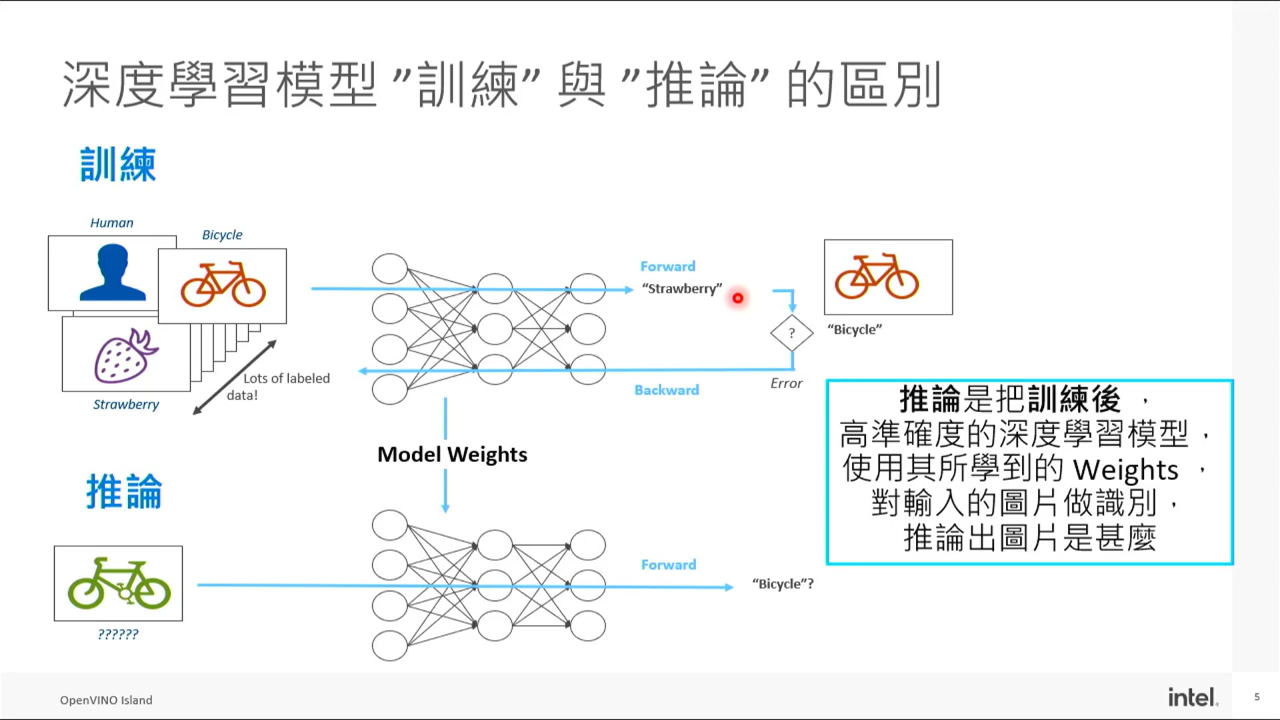 深度學習模型 ”訓練” 與 ”推論” 的區別
訓練
Human
Bicycle
Strawberry
Lots of labeled
data!
Forward
“Strawberry”
?
“Bicycle”
Error
Backward
Model Weights
推論是把訓練後，
高準確度的深度學習模型，
使用其所學到的 Weights，
對輸入的圖片做識別，
推論出圖片是甚麼
推論
??????
Forward
“Bicycle”?
OpenVINO Island
intel.
5